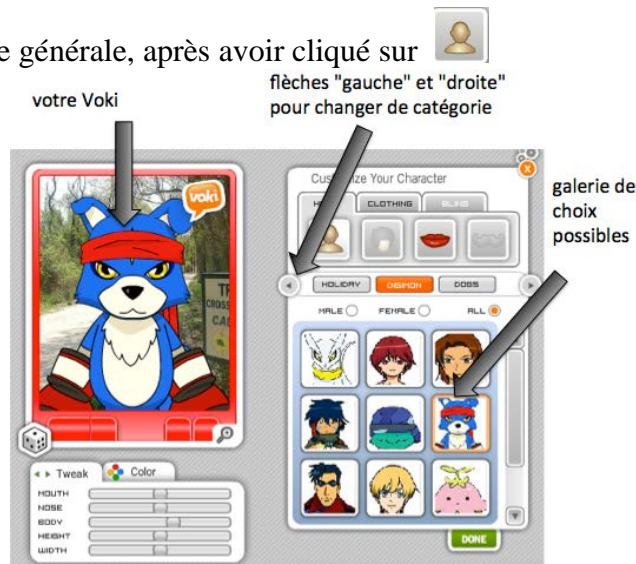 e générale, après avoir cliqué sur
votre Voki
flèches "gauche" et "droite"
pour changer de catégorie
galerie de
choix
possibles
voki
Customize Your Character
CLOTHING
BLING
HOLIDAY
DIGIMON
DOGS
MALE
FEMALE
ALL
Tweak
Color
MOUTH
NOSE
BODY
HEIGHT
WIDTH
DONE